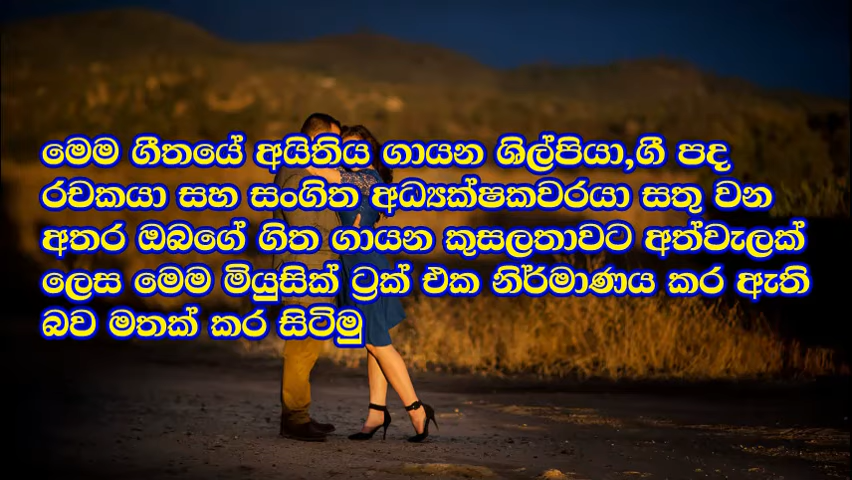 මෙම ගීතයේ අයිතිය ගායන ශිල්පියා,ගී පද
රචකයා සහ සංගිත අධ්‍යක්ෂකවරයා සතු වන
අතර ඔබගේ ගිත ගායන කුසලතාවට අත්වැලක්
ලෙස මෙම මියුසික් ට්‍රක් එක නිර්මාණය කර ඇති
බව මතක් කර සිටිමු